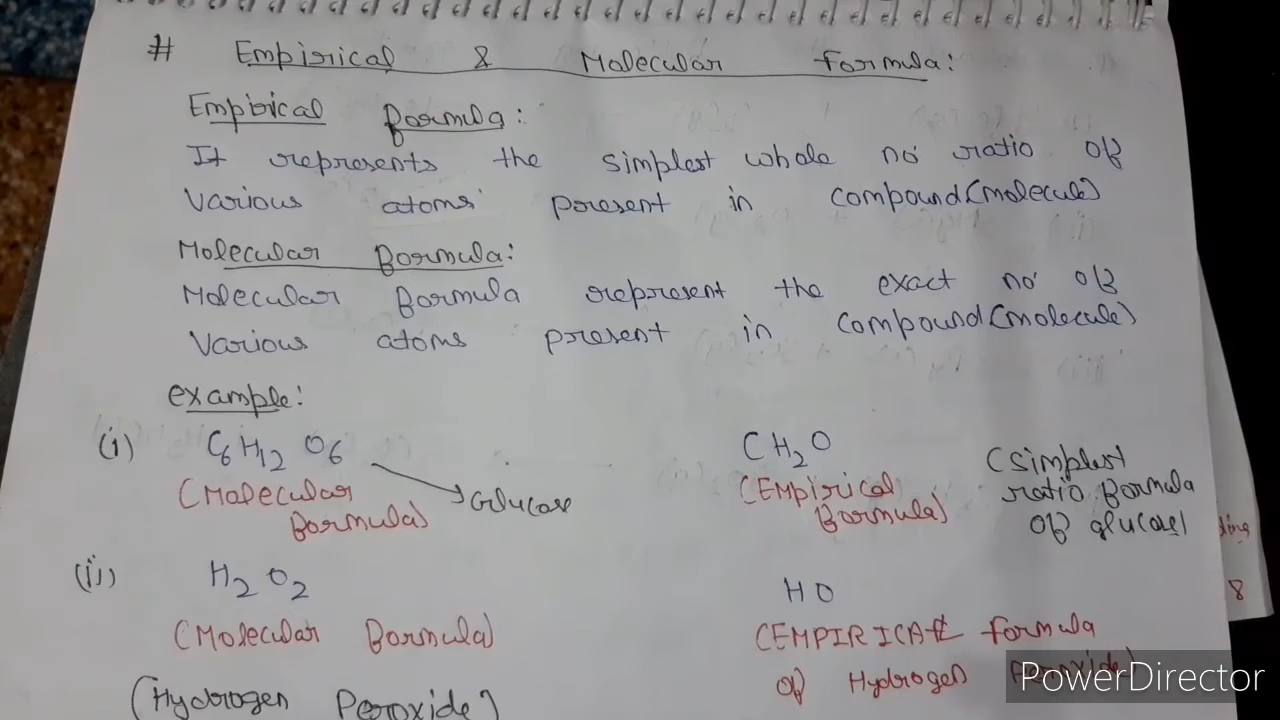 # Empirical & Molecular formula:
Empirical formula:
It represents the simplest whole no ratio of
Various atoms present in compound (molecule)
Molecular formula:
Molecular formula represent the exact no of
Various atoms present in compound (molecule)
example:
(i) C6H12O6 CH2O (simplest
(Molecular formula) → Glucose (Empirical formula) ratio formula
of glucose)
(ii) H2O2 HO
(Molecular formula) (EMPIRICAL formula
(Hydrogen Peroxide) of Hydrogen Peroxide)
8
PowerDirector